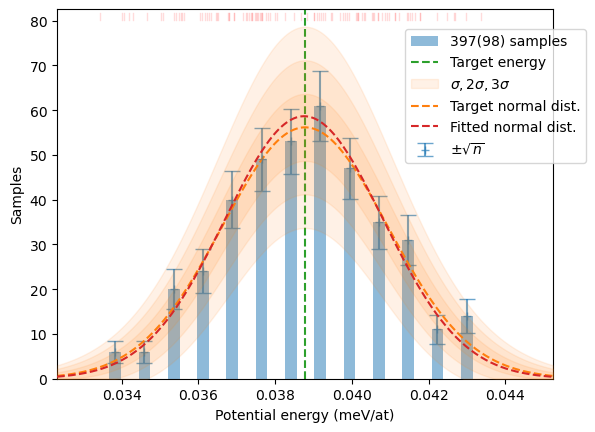 80
70
60
50
40
30
20
10
0
Samples
397(98) samples
Target energy
σ, 2σ, 3σ
Target normal dist.
Fitted normal dist.
±√n
0.034 0.036 0.038 0.040 0.042 0.044
Potential energy (meV/at)